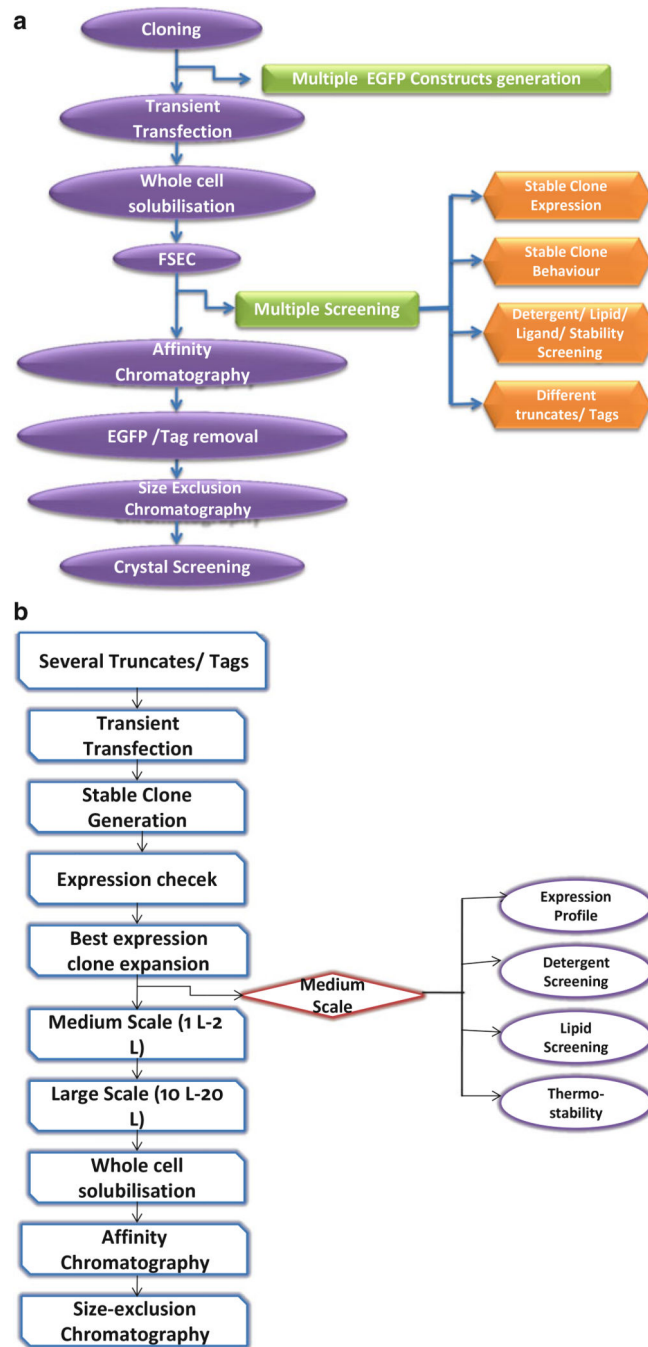 a
Cloning
Multiple EGFP Constructs generation
Transient
Transfection
Whole cell
solubilisation
FSEC
Multiple Screening
Stable Clone
Expression
Stable Clone
Behaviour
Detergent/ Lipid/
Ligand/ Stability
Screening
Different
truncates/ Tags
Affinity
Chromatography
EGFP /Tag removal
Size Exclusion
Chromatography
Crystal Screening
b
Several Truncates/ Tags
Transient
Transfection
Stable Clone
Generation
Expression checek
Best expression
clone expansion
Medium
Scale
Expression
Profile
Detergent
Screening
Lipid
Screening
Thermo-
stability
Medium Scale (1 L-2
L)
Large Scale (10 L-20
L)
Whole cell
solubilisation
Affinity
Chromatography
Size-exclusion
Chromatography